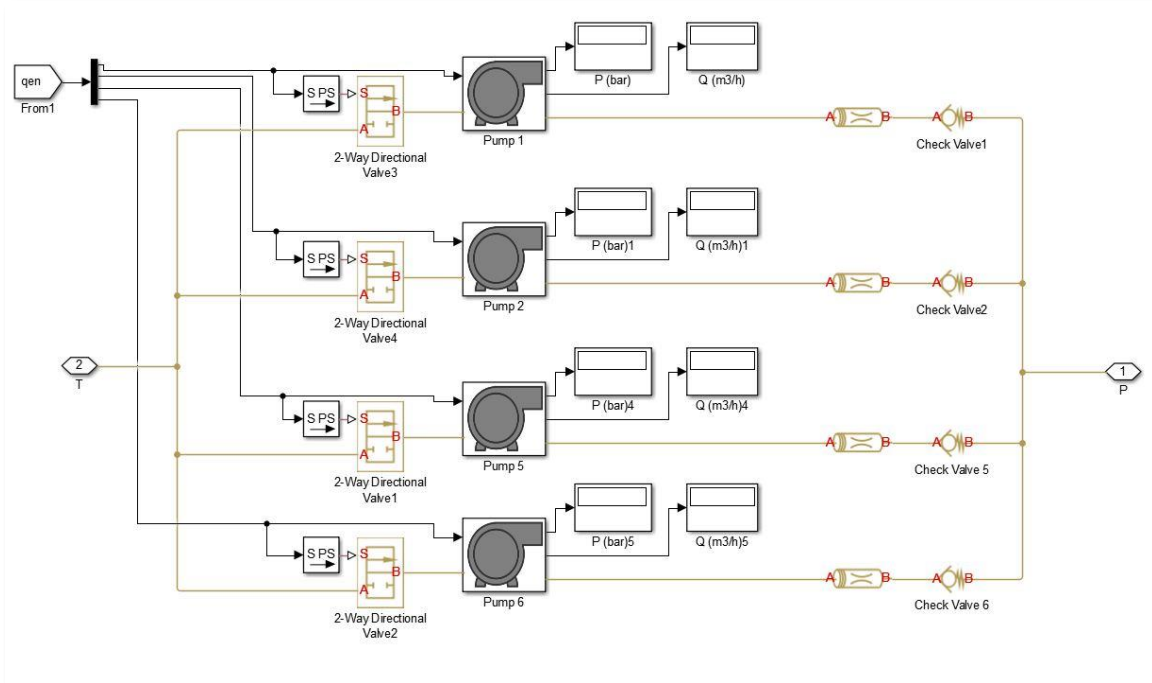 qen
From1
S PS
S
A
B
2-Way Directional
Valve3
Pump 1
P (bar)
Q (m3/h)
A
B
A
B
Check Valve1
S PS
S
A
B
2-Way Directional
Valve4
Pump 2
P (bar)1
Q (m3/h)1
A
B
A
B
Check Valve2
2
T
1
P
S PS
S
A
B
2-Way Directional
Valve1
Pump 5
P (bar)4
Q (m3/h)4
A
B
A
B
Check Valve 5
S PS
S
A
B
2-Way Directional
Valve2
Pump 6
P (bar)5
Q (m3/h)5
A
B
A
B
Check Valve 6